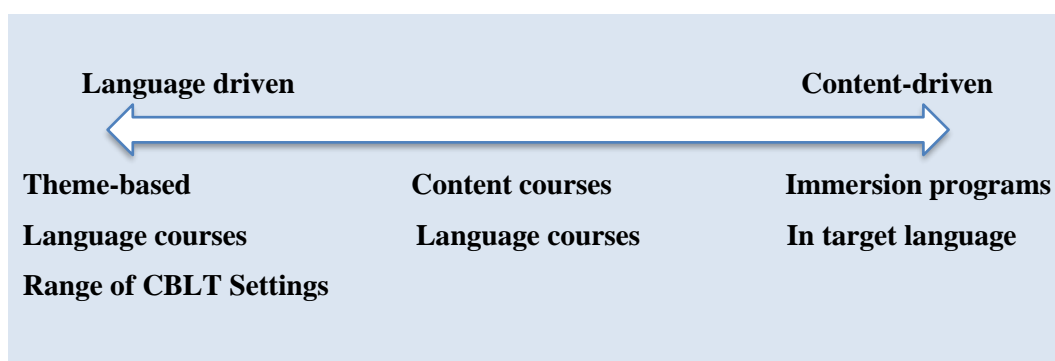 Language driven Content-driven
Theme-based Content courses Immersion programs
Language courses Language courses In target language
Range of CBLT Settings